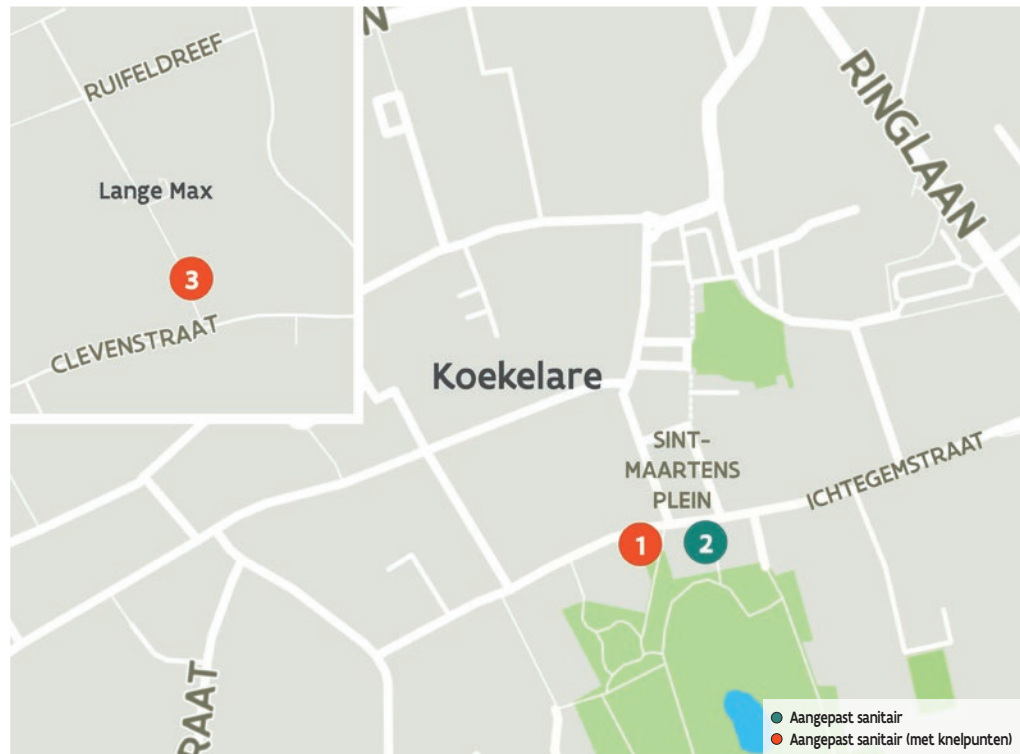 N
RUIFELDREEF
Lange Max
3
CLEVENSTRAAT
RINGLAAN
Koekelare
SINT-
MAARTENS
PLEIN
ICHTEGEMSTRAAT
1
2
RAAT
Aangepast sanitair
Aangepast sanitair (met knelpunten)